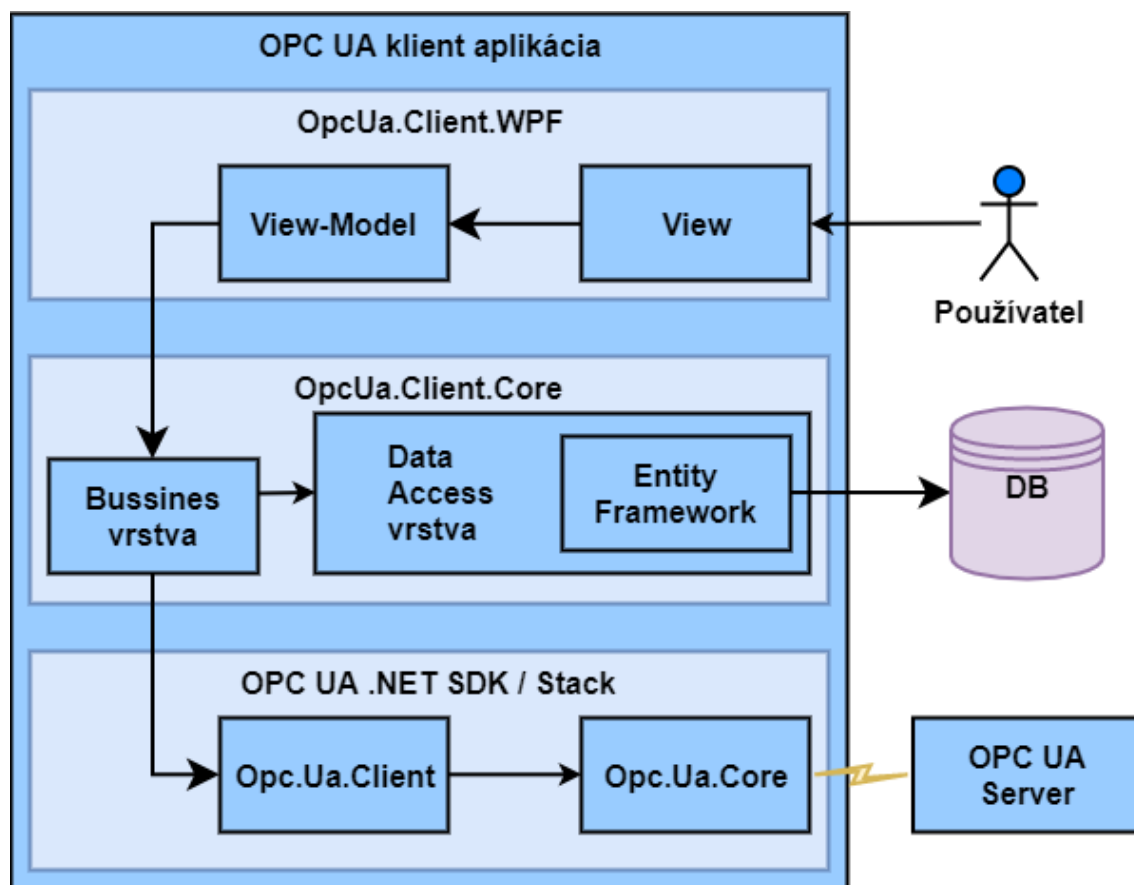 OPC UA klient aplikácia
OpcUa.Client.WPF
View-Model
View
Používatel
OpcUa.Client.Core
Bussines
vrstva
Data
Access
vrstva
Entity
Framework
DB
OPC UA .NET SDK / Stack
Opc.Ua.Client
Opc.Ua.Core
OPC UA
Server